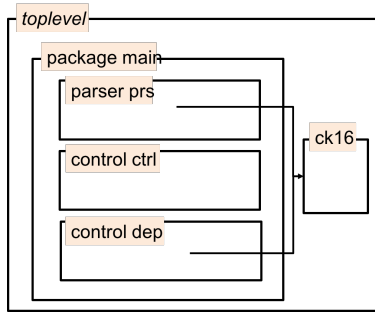 toplevel
package main
parser prs
ck16
control ctrl
control dep